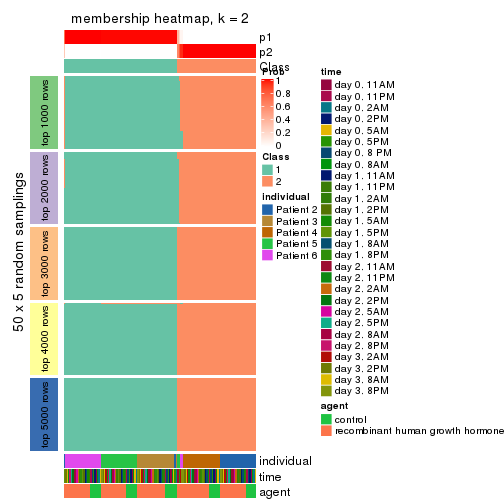 membership heatmap, k = 2
p1
p2
Class
50 x 5 random samplings
top 1000 rows
top 2000 rows
top 3000 rows
top 4000 rows
top 5000 rows
individual
time
agent
Prob
1
0.8
0.6
0.4
0.2
0
Class
1
2
individual
Patient 2
Patient 3
Patient 4
Patient 5
Patient 6
time
day 0. 11AM
day 0. 11PM
day 0. 2AM
day 0. 2PM
day 0. 5AM
day 0. 5PM
day 0. 8 PM
day 0. 8AM
day 1. 11AM
day 1. 11PM
day 1. 2AM
day 1. 2PM
day 1. 5AM
day 1. 5PM
day 1. 8AM
day 1. 8PM
day 2. 11AM
day 2. 11PM
day 2. 2AM
day 2. 2PM
day 2. 5AM
day 2. 5PM
day 2. 8AM
day 2. 8PM
day 3. 2AM
day 3. 2PM
day 3. 8AM
day 3. 8PM
agent
control
recombinant human growth hormone